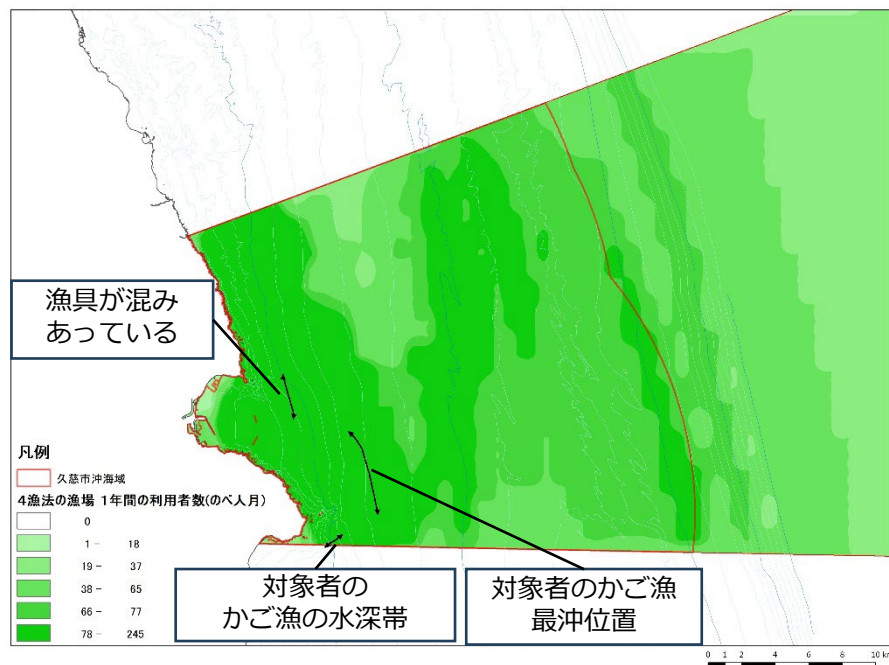 漁具が混み
あっている
凡例
久慈市沖海域
4漁法の漁場 1年間の利用者数(のべ人月)
0
1 - 18
19 - 37
38 - 65
66 - 77
78 - 245
対象者の
かご漁の水深帯
対象者のかご漁
最沖位置
0 1 2 4 6 8 10 km